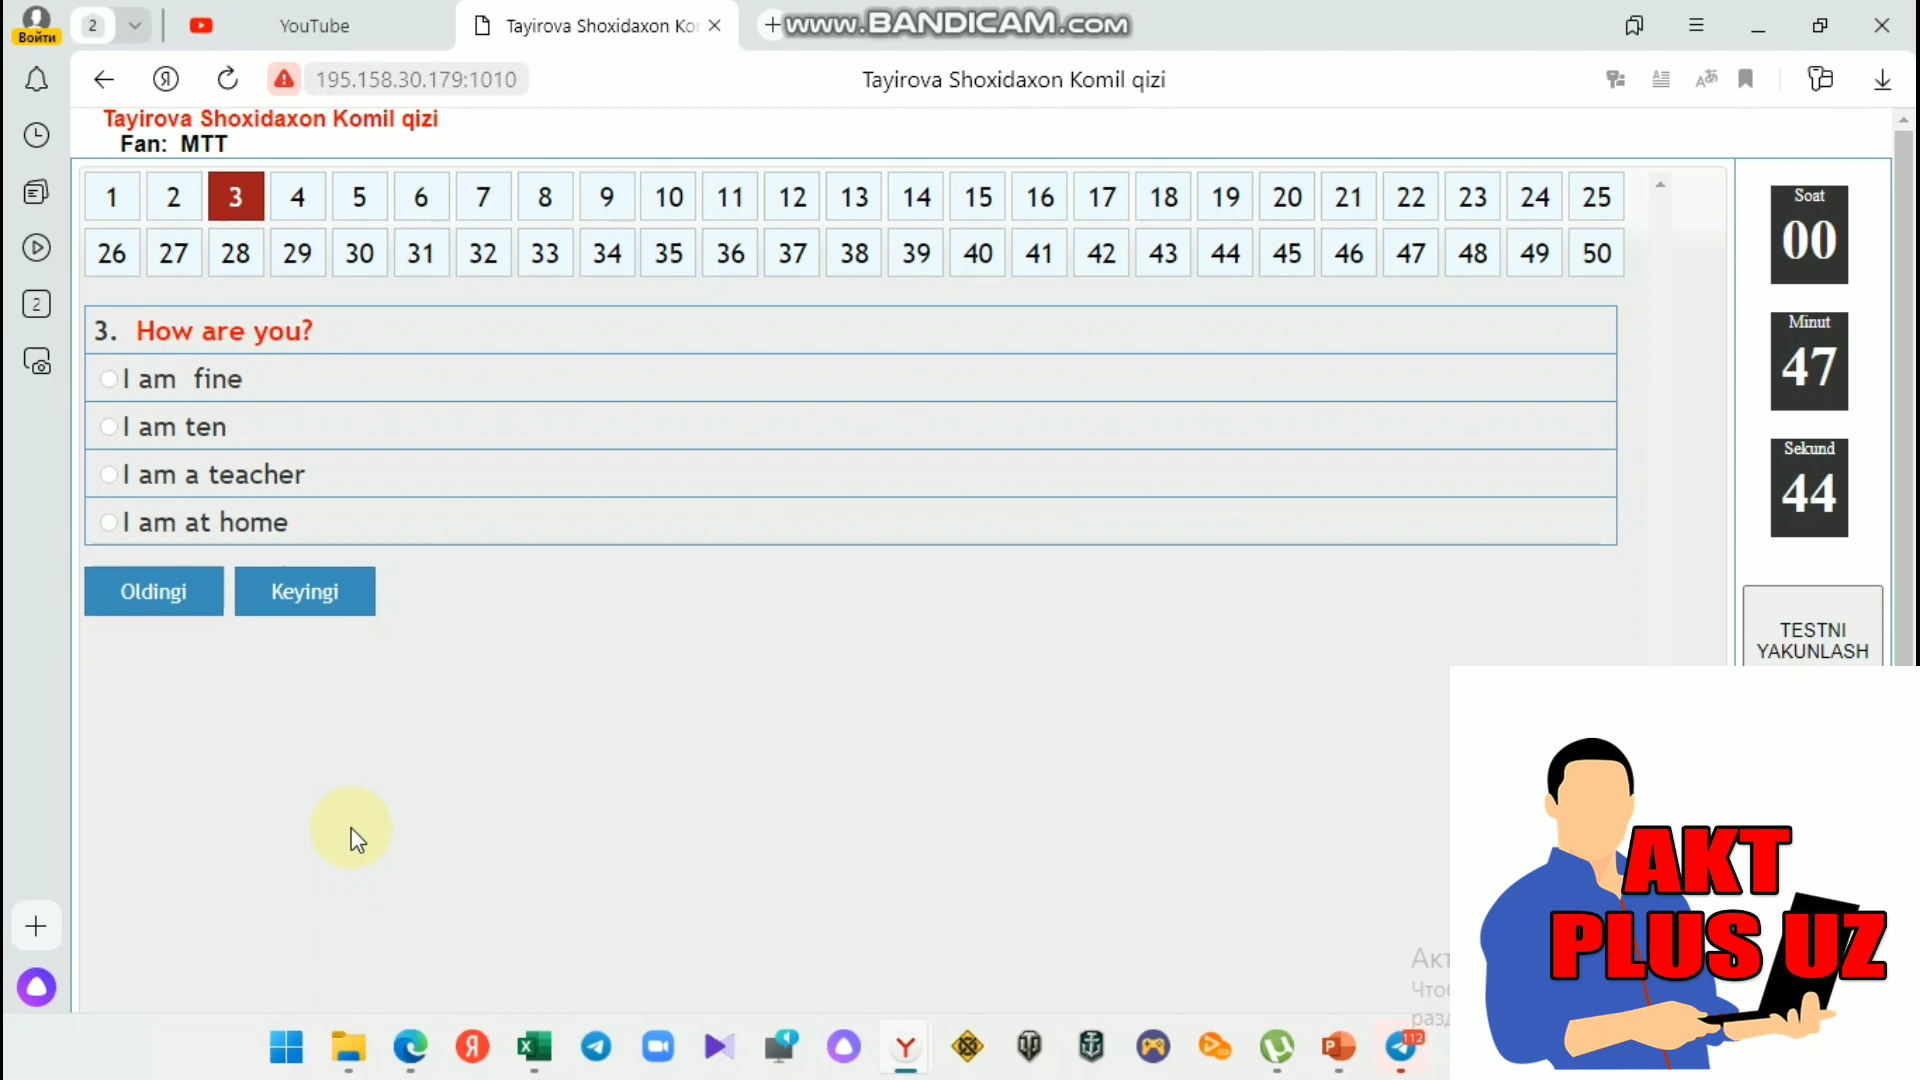 Войти
2
YouTube
Tayirova Shoxidaxon Ko
www.BANDICAM.com
195.158.30.179:1010
Tayirova Shoxidaxon Komil qizi
Tayirova Shoxidaxon Komil qizi
Fan: MTT
1 2 3 4 5 6 7 8 9 10 11 12 13 14 15 16 17 18 19 20 21 22 23 24 25
26 27 28 29 30 31 32 33 34 35 36 37 38 39 40 41 42 43 44 45 46 47 48 49 50
Soat
00
Minut
47
Sekund
44
3. How are you?
I am fine
I am ten
I am a teacher
I am at home
Oldingi Keyingi
TESTNI
YAKUNLASH
2
AKT
PLUS UZ
112